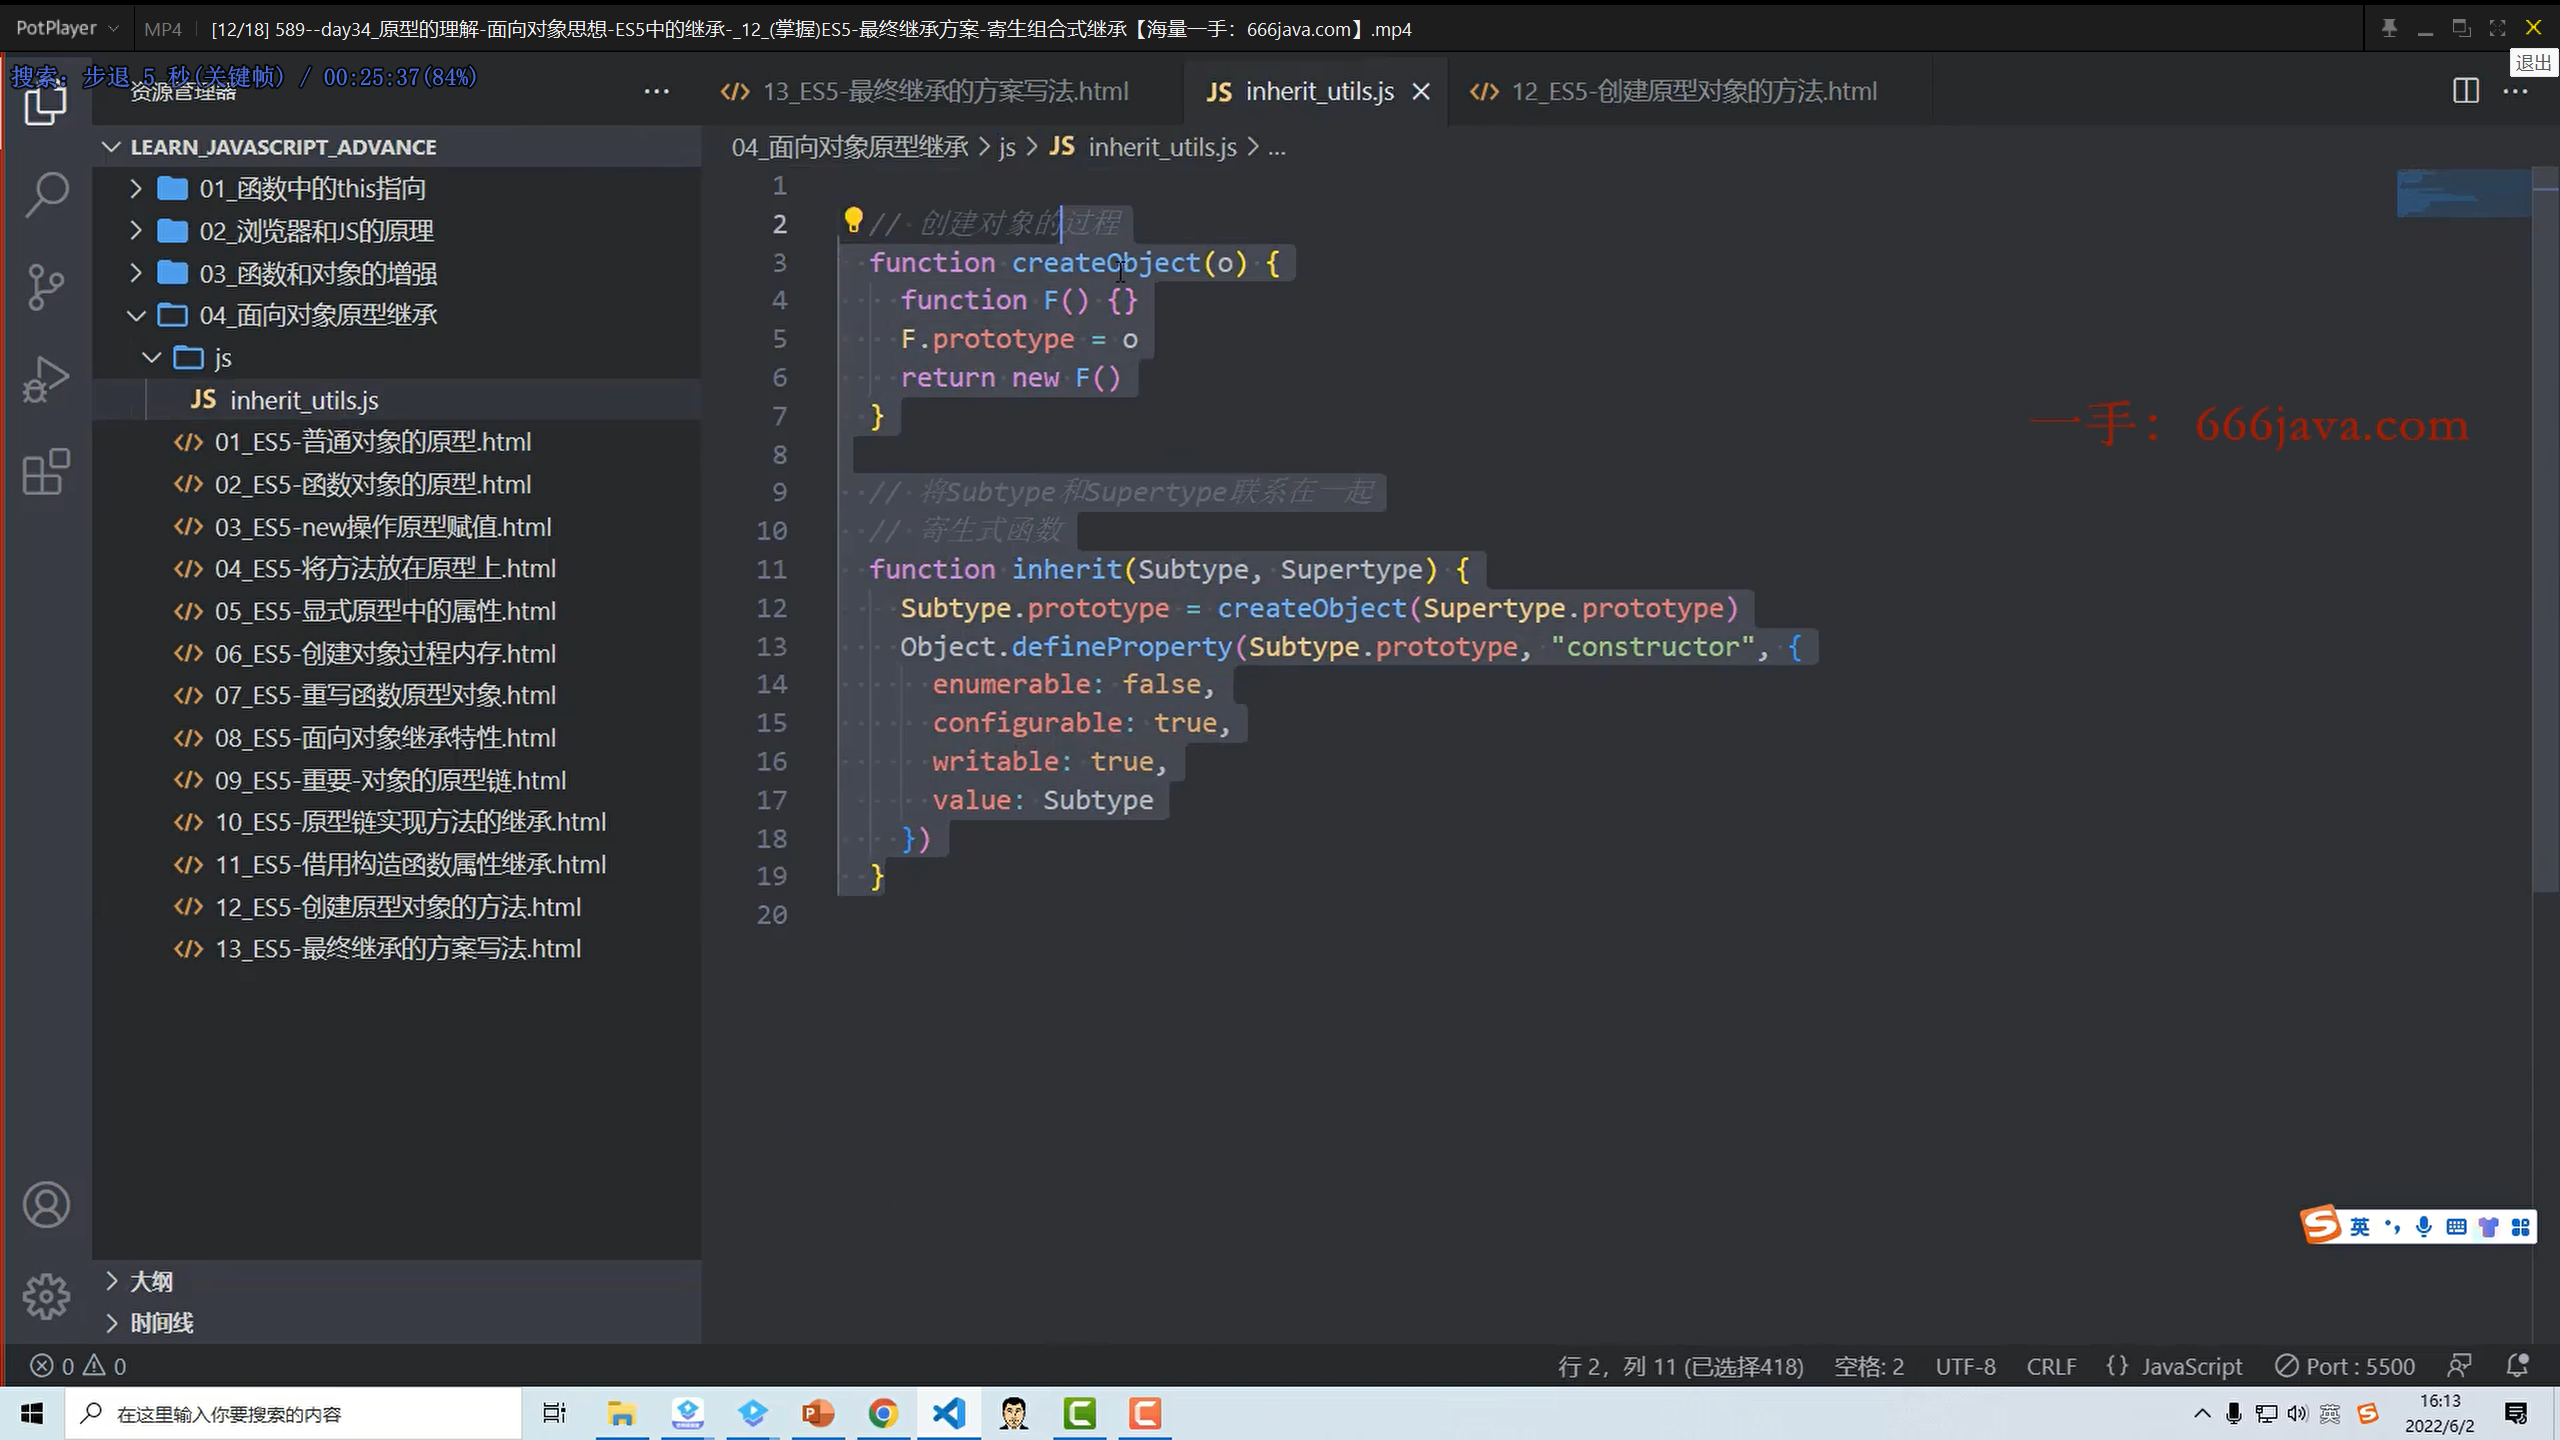 PotPlayer
MP4
[12/18] 589--day34_原型的理解-面向对象思想-ES5中的继承-_12_(掌握)ES5-最终继承方案-寄生组合式继承【海量一手：666java.com】.mp4
退出
搜索: 步退 5 秒(关键帧) / 00:25:37(84%)
资源管理器
13_ES5-最终继承的方案写法.html
JS inherit_utils.js
12_ES5-创建原型对象的方法.html
LEARN_JAVASCRIPT_ADVANCE
01_函数中的this指向
02_浏览器和JS的原理
03_函数和对象的增强
04_面向对象原型继承
js
JS inherit_utils.js
01_ES5-普通对象的原型.html
02_ES5-函数对象的原型.html
03_ES5-new操作原型赋值.html
04_ES5-将方法放在原型上.html
05_ES5-显式原型中的属性.html
06_ES5-创建对象过程内存.html
07_ES5-重写函数原型对象.html
08_ES5-面向对象继承特性.html
09_ES5-重要-对象的原型链.html
10_ES5-原型链实现方法的继承.html
11_ES5-借用构造函数属性继承.html
12_ES5-创建原型对象的方法.html
13_ES5-最终继承的方案写法.html
大纲
时间线
04_面向对象原型继承 > js > JS inherit_utils.js > ...
1
2 // 创建对象的过程
3 function createObject(o) {
4 function F() {}
5 F.prototype = o
6 return new F()
7 }
8
9 // 将Subtype和Supertype联系在一起
10 // 寄生式函数
11 function inherit(Subtype, Supertype) {
12 Subtype.prototype = createObject(Supertype.prototype)
13 Object.defineProperty(Subtype.prototype, "constructor", {
14 enumerable: false,
15 configurable: true,
16 writable: true,
17 value: Subtype
18 })
19 }
20
一手：666java.com
英
0 0
行 2，列 11 (已选择418)
空格: 2
UTF-8
CRLF
{} JavaScript
Port : 5500
在这里输入你要搜索的内容
英
16:13
2022/6/2